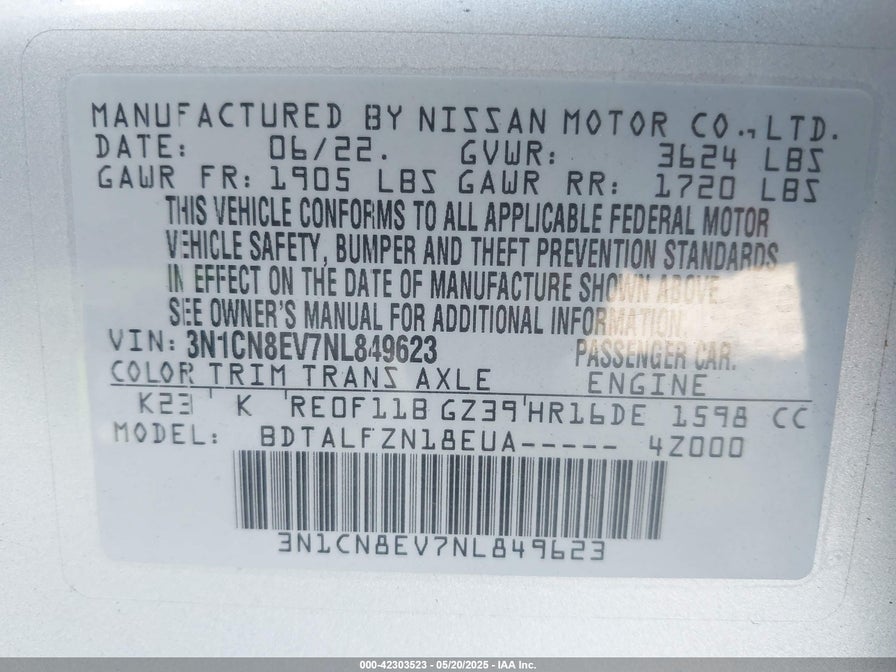 MANUFACTURED BY NISSAN MOTOR CO., LTD.
DATE: 06/22. GVWR: 3624 LBS
GAWR FR: 1905 LBS GAWR RR: 1720 LBS
THIS VEHICLE CONFORMS TO ALL APPLICABLE FEDERAL MOTOR
VEHICLE SAFETY, BUMPER AND THEFT PREVENTION STANDARDS
IN EFFECT ON THE DATE OF MANUFACTURE SHOWN ABOVE.
SEE OWNER'S MANUAL FOR ADDITIONAL INFORMATION.
VIN: 3N1CN8EV7NL849623 PASSENGER CAR.
COLOR TRIM TRANS AXLE ENGINE
K23 K RE0F11B GZ39 HR16DE 1598 CC
MODEL: BDTALFZN18EUA----- 4Z000
3N1CN8EV7NL849623
000-42303523 | 05/20/2025 | IAA Inc.